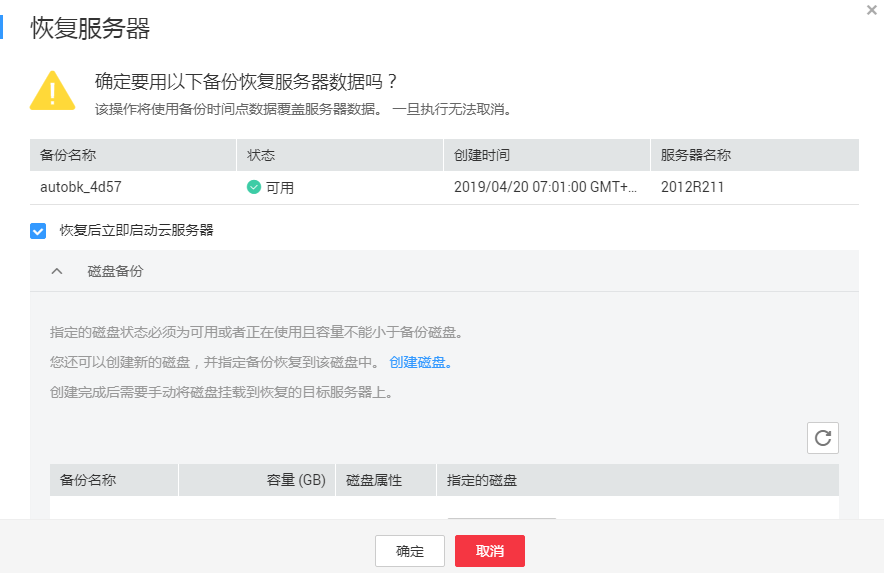 恢复服务器
确定要用以下备份恢复服务器数据吗？
该操作将使用备份时间点数据覆盖服务器数据。 一旦执行无法取消。
备份名称 状态 创建时间 服务器名称
autobk_4d57 可用 2019/04/20 07:01:00 GMT+... 2012R211
恢复后立即启动云服务器
磁盘备份
指定的磁盘状态必须为可用或者正在使用且容量不能小于备份磁盘。
您还可以创建新的磁盘，并指定备份恢复到该磁盘中。 创建磁盘。
创建完成后需要手动将磁盘挂载到恢复的目标服务器上。
备份名称 容量 (GB) 磁盘属性 指定的磁盘
确定 取消